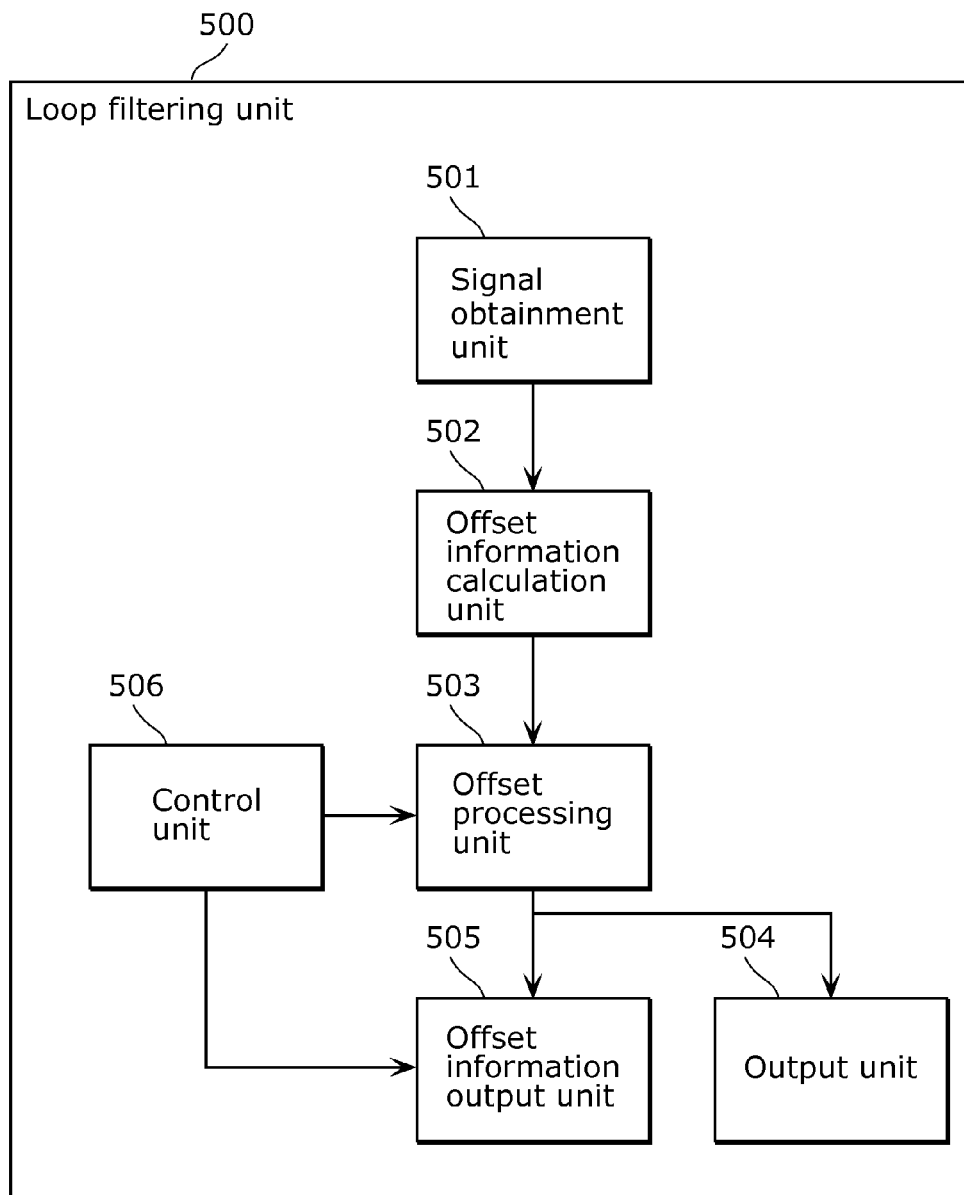 500
Loop filtering unit
501
Signal
obtainment
unit
502
Offset
information
calculation
unit
506
Control
unit
503
Offset
processing
unit
505
Offset
information
output unit
504
Output unit